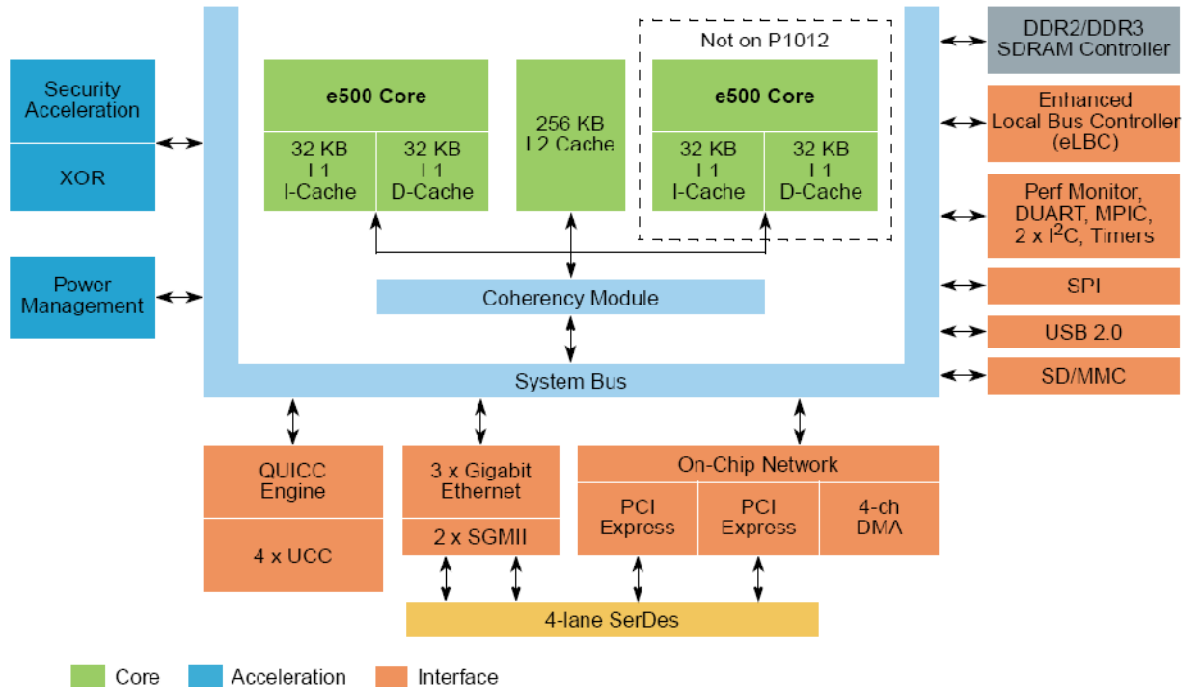 Not on P1012
DDR2/DDR3
SDRAM Controller
Security
Acceleration
XOR
e500 Core
32 KB
L1
I-Cache
32 KB
L1
D-Cache
256 KB
L2 Cache
e500 Core
32 KB
L1
I-Cache
32 KB
L1
D-Cache
Enhanced
Local Bus Controller
(eLBC)
Perf Monitor,
DUART, MPIC,
2 x I²C, Timers
Power
Management
Coherency Module
SPI
USB 2.0
SD/MMC
System Bus
QUICC
Engine
4 x UCC
3 x Gigabit
Ethernet
2 x SGMII
On-Chip Network
PCI
Express
PCI
Express
4-ch
DMA
4-lane SerDes
Core
Acceleration
Interface